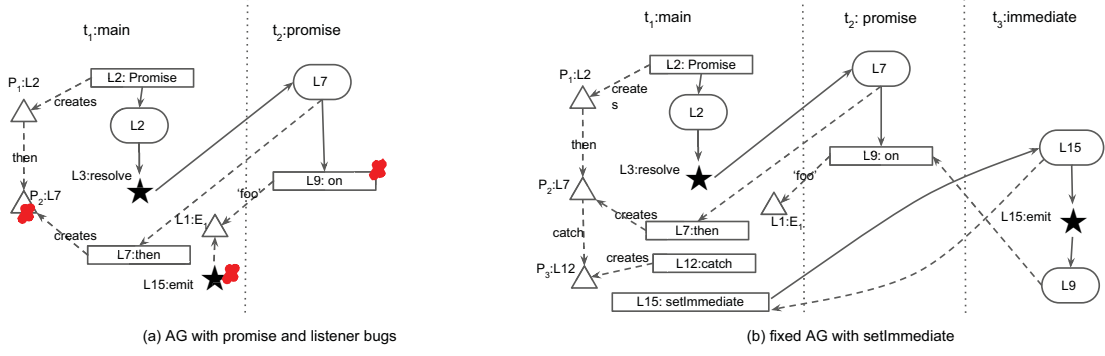 t1:main
t2:promise
L2: Promise
P1:L2
creates
L2
L7
then
L3:resolve
L9: on
P2:L7
'foo'
L1:E1
creates
L7:then
L15:emit
(a) AG with promise and listener bugs
t1:main
t2: promise
t3:immediate
L2: Promise
P1:L2
create
s
L2
L7
then
L3:resolve
L9: on
L15
P2:L7
'foo'
creates
L1:E1
L15:emit
L7:then
catch
creates
L12:catch
P3:L12
L9
L15: setImmediate
(b) fixed AG with setImmediate